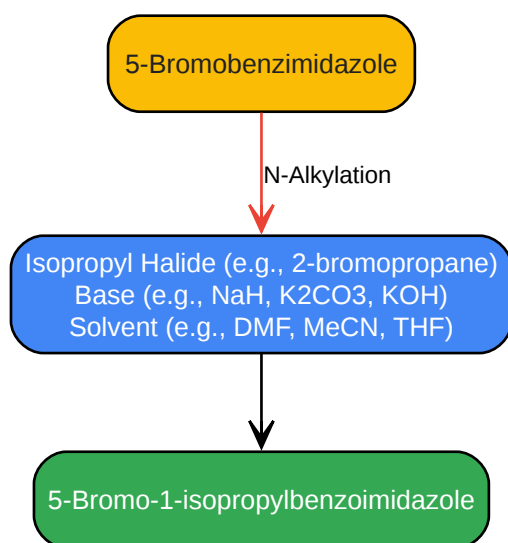 5-Bromobenzimidazole
N-Alkylation
Isopropyl Halide (e.g., 2-bromopropane)
Base (e.g., NaH, K2CO3, KOH)
Solvent (e.g., DMF, MeCN, THF)
5-Bromo-1-isopropylbenzoimidazole